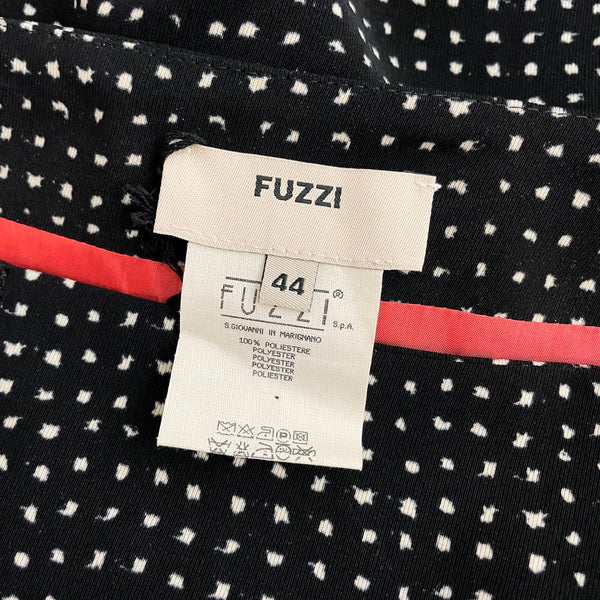 FUZZI
44
FUZZI® S.p.A.
S.GIOVANNI IN MARIGNANO
100% POLIESTERE
POLYESTER
POLYESTER
POLYESTER
POLIESTER